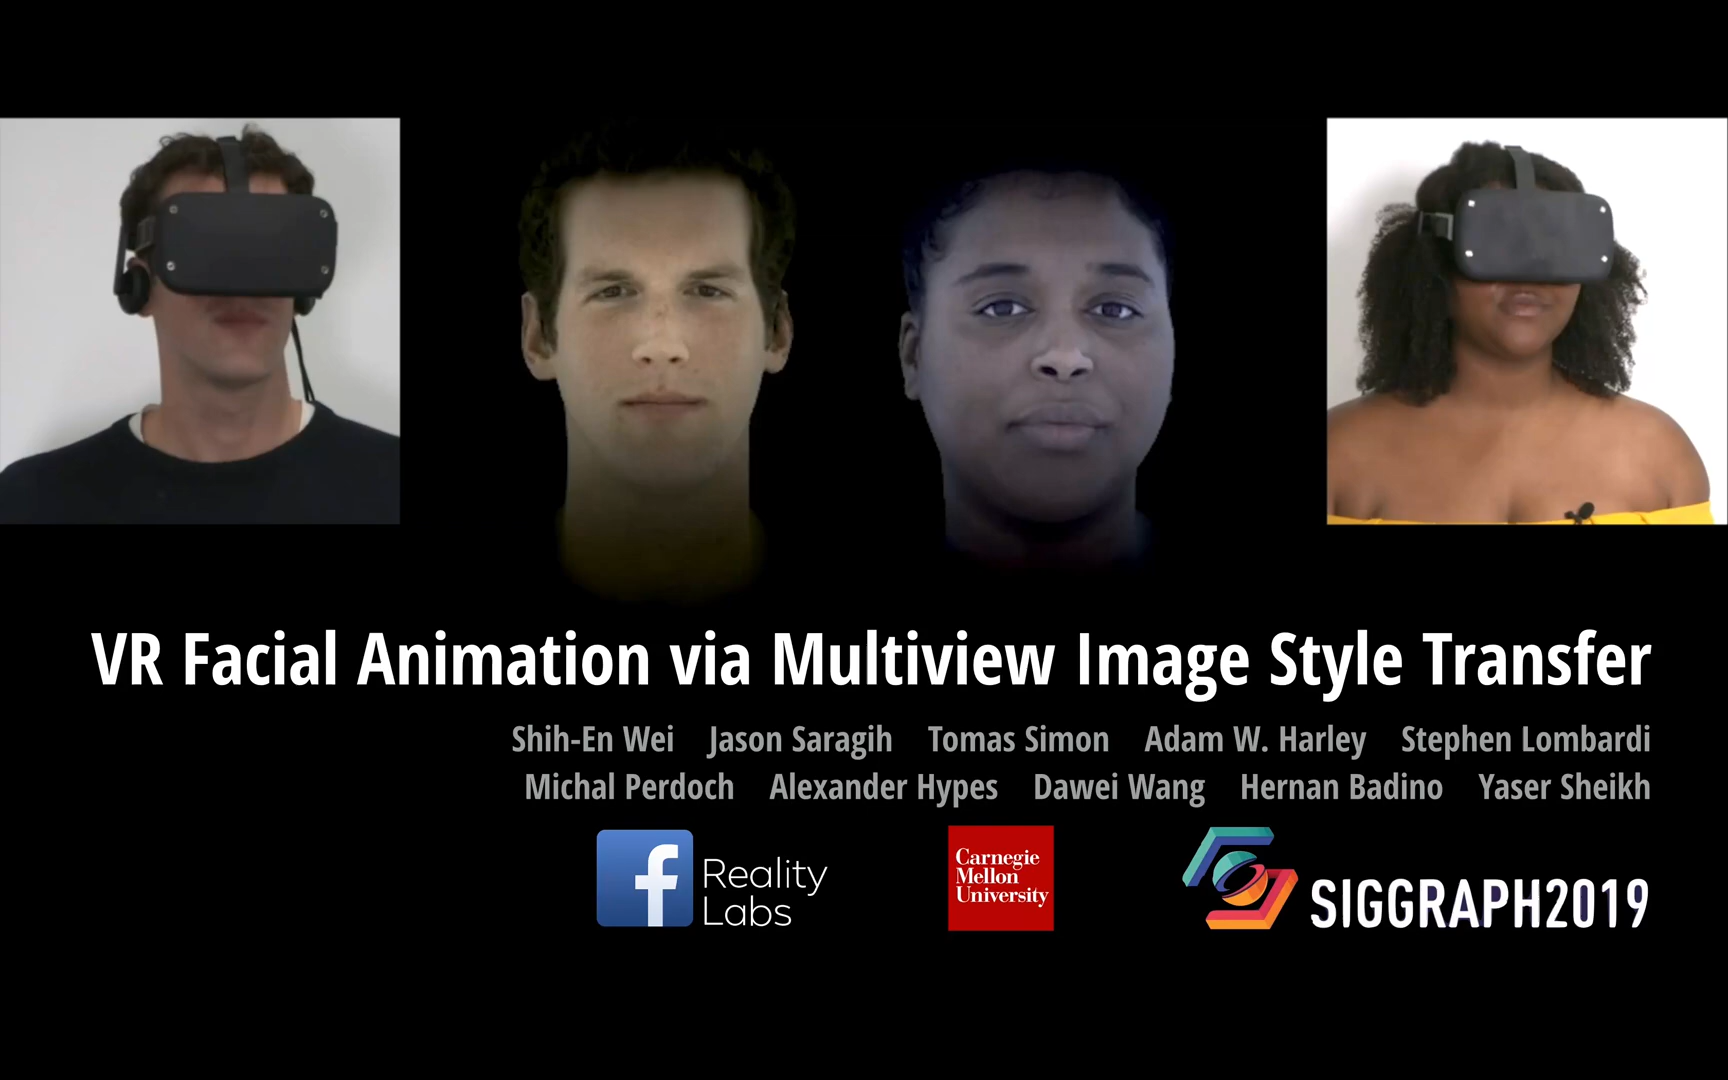 VR Facial Animation via Multiview Image Style Transfer
Shih-En Wei Jason Saragih Tomas Simon Adam W. Harley Stephen Lombardi
Michal Perdoch Alexander Hypes Dawei Wang Hernan Badino Yaser Sheikh
f Reality
Labs
Carnegie
Mellon
University
SIGGRAPH2019